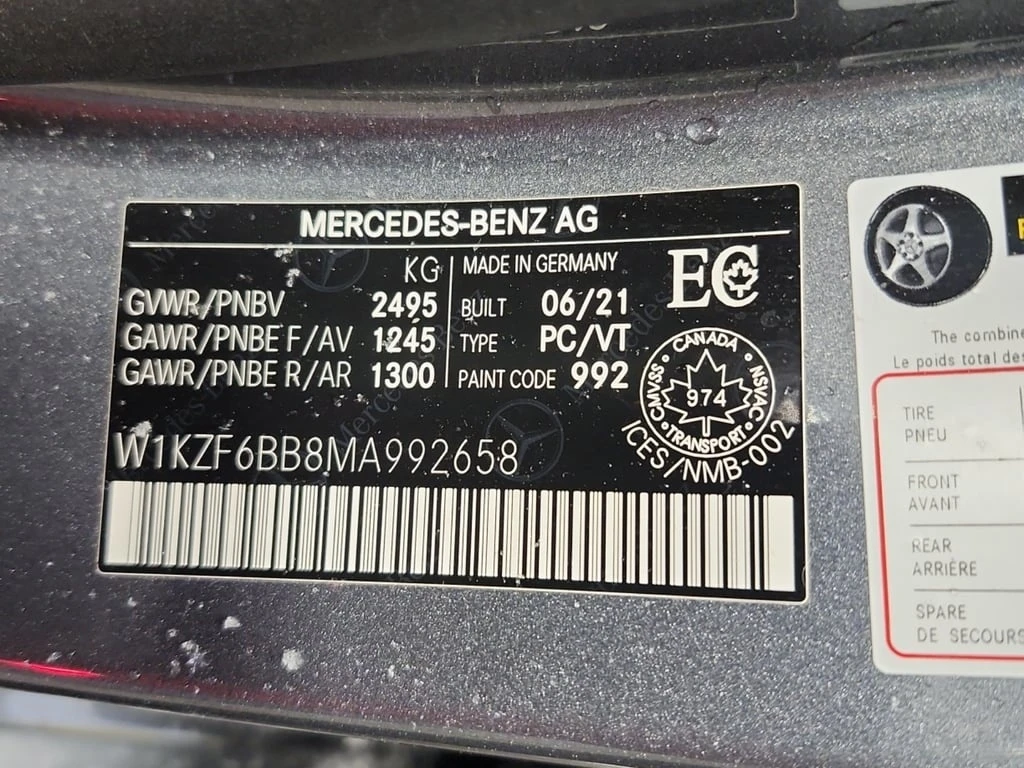 MERCEDES-BENZ AG
KG
GVWR/PNBV 2495
GAWR/PNBE F/AV 1245
GAWR/PNBE R/AR 1300
MADE IN GERMANY
BUILT 06/21
TYPE PC/VT
PAINT CODE 992
EC
CANADA
CMVSS
974
NSVAC
TRANSPORT
ICES/NMB-002
W1KZF6BB8MA992658
The combine
Le poids total des
TIRE
PNEU
FRONT
AVANT
REAR
ARRIÈRE
SPARE
DE SECOURS